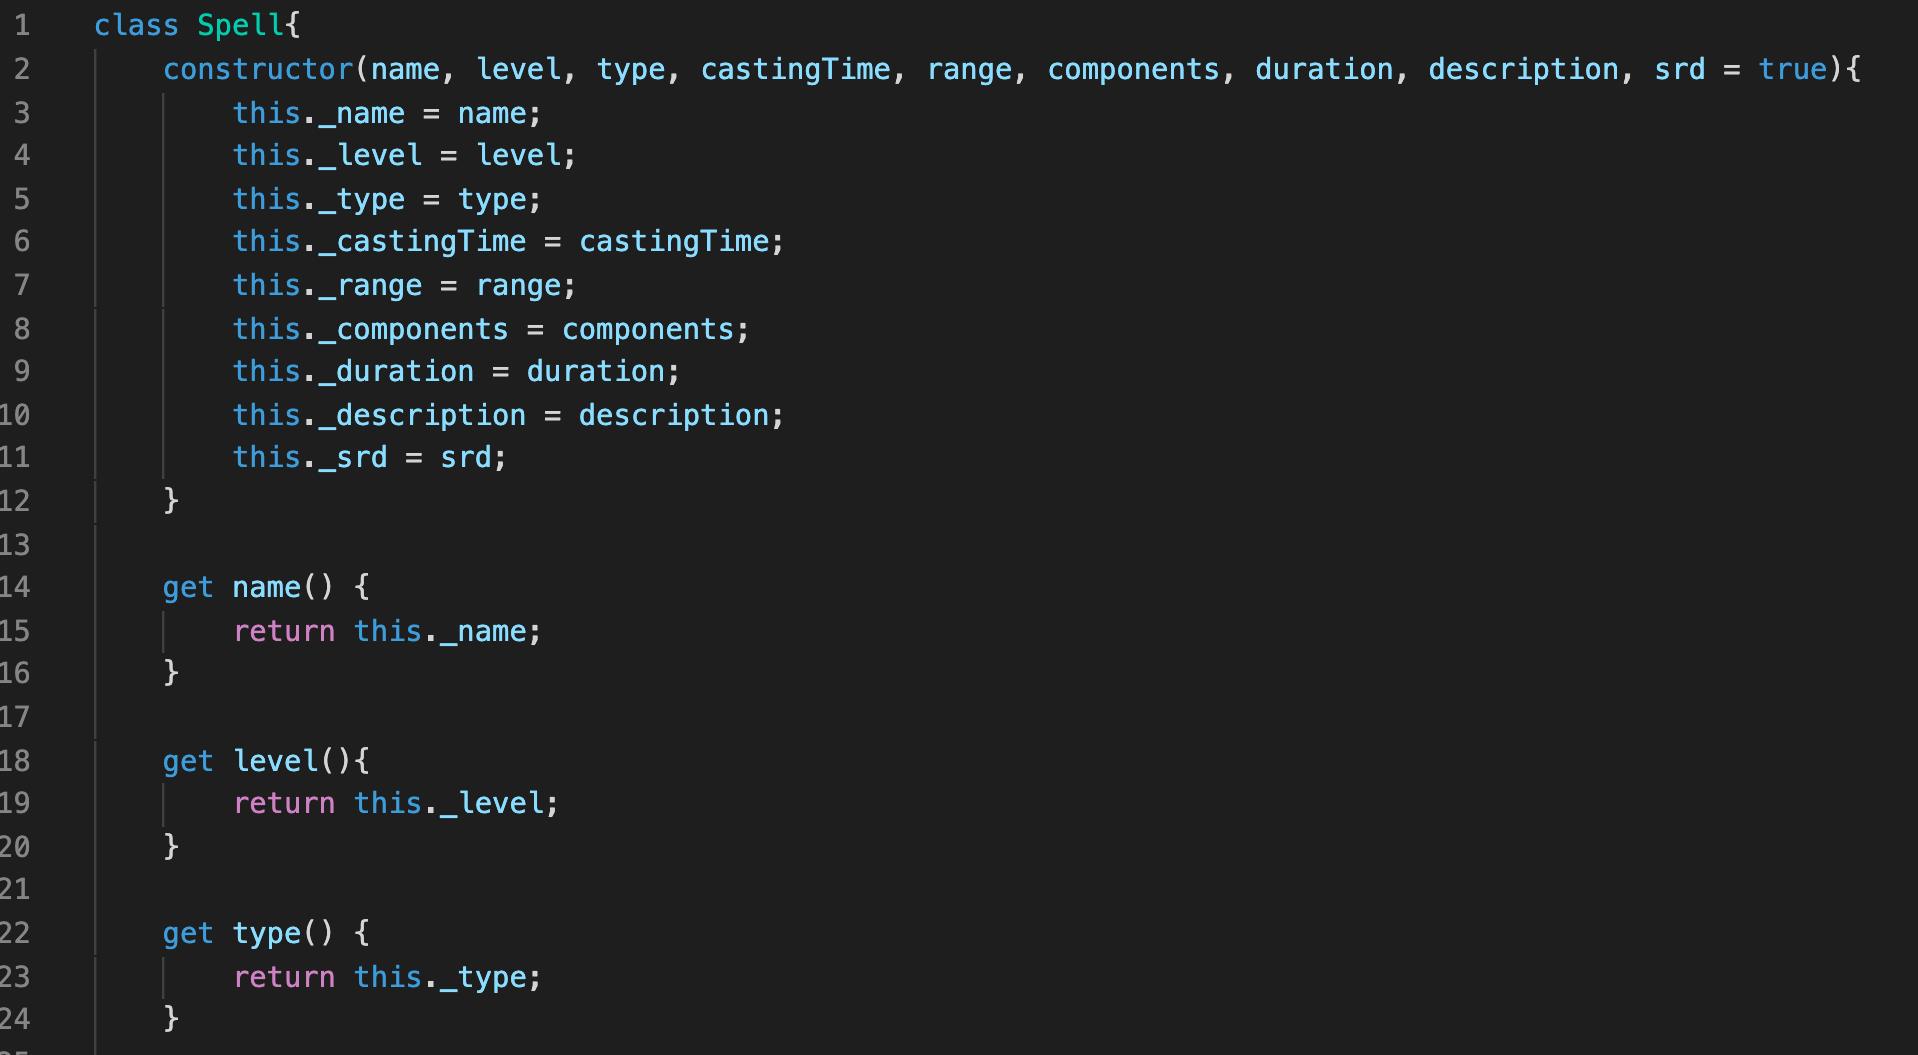 1 class Spell{
2 constructor(name, level, type, castingTime, range, components, duration, description, srd = true){
3 this._name = name;
4 this._level = level;
5 this._type = type;
6 this._castingTime = castingTime;
7 this._range = range;
8 this._components = components;
9 this._duration = duration;
10 this._description = description;
11 this._srd = srd;
12 }
13
14 get name() {
15 return this._name;
16 }
17
18 get level(){
19 return this._level;
20 }
21
22 get type() {
23 return this._type;
24 }